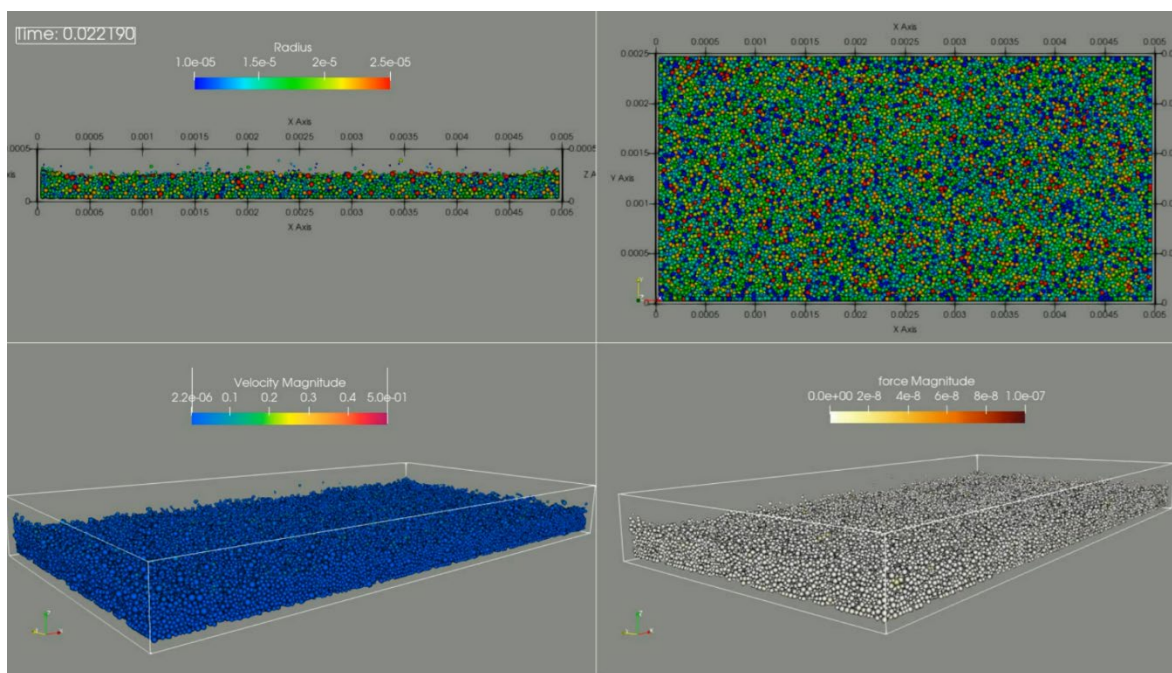 Time: 0.022190
Radius
1.0e-05 1.5e-5 2e-5 2.5e-05
X Axis
0 0.0005 0.001 0.0015 0.002 0.0025 0.003 0.0035 0.004 0.0045 0.005
0.0005 0.0005
Z A
0 0
0 0.0005 0.001 0.0015 0.002 0.0025 0.003 0.0035 0.004 0.0045 0.005
X Axis
X Axis
0 0.0005 0.001 0.0015 0.002 0.0025 0.003 0.0035 0.004 0.0045 0.005
0.0025
0.002
0.0015
Y Axis
0.001
0.0005
0
0 0.0005 0.001 0.0015 0.002 0.0025 0.003 0.0035 0.004 0.0045 0.005
X Axis
Velocity Magnitude
2.2e-06 0.1 0.2 0.3 0.4 5.0e-01
force Magnitude
0.0e+00 2e-8 4e-8 6e-8 8e-8 1.0e-07